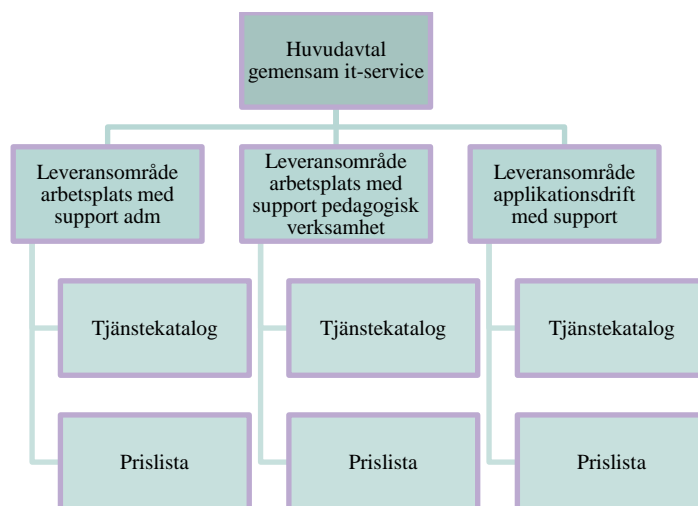 Huvudavtal
gemensam it-service
Leveransområde
arbetsplats med
support adm
Leveransområde
arbetsplats med
support pedagogisk
verksamhet
Leveransområde
applikationsdrift
med support
Tjänstekatalog
Tjänstekatalog
Tjänstekatalog
Prislista
Prislista
Prislista